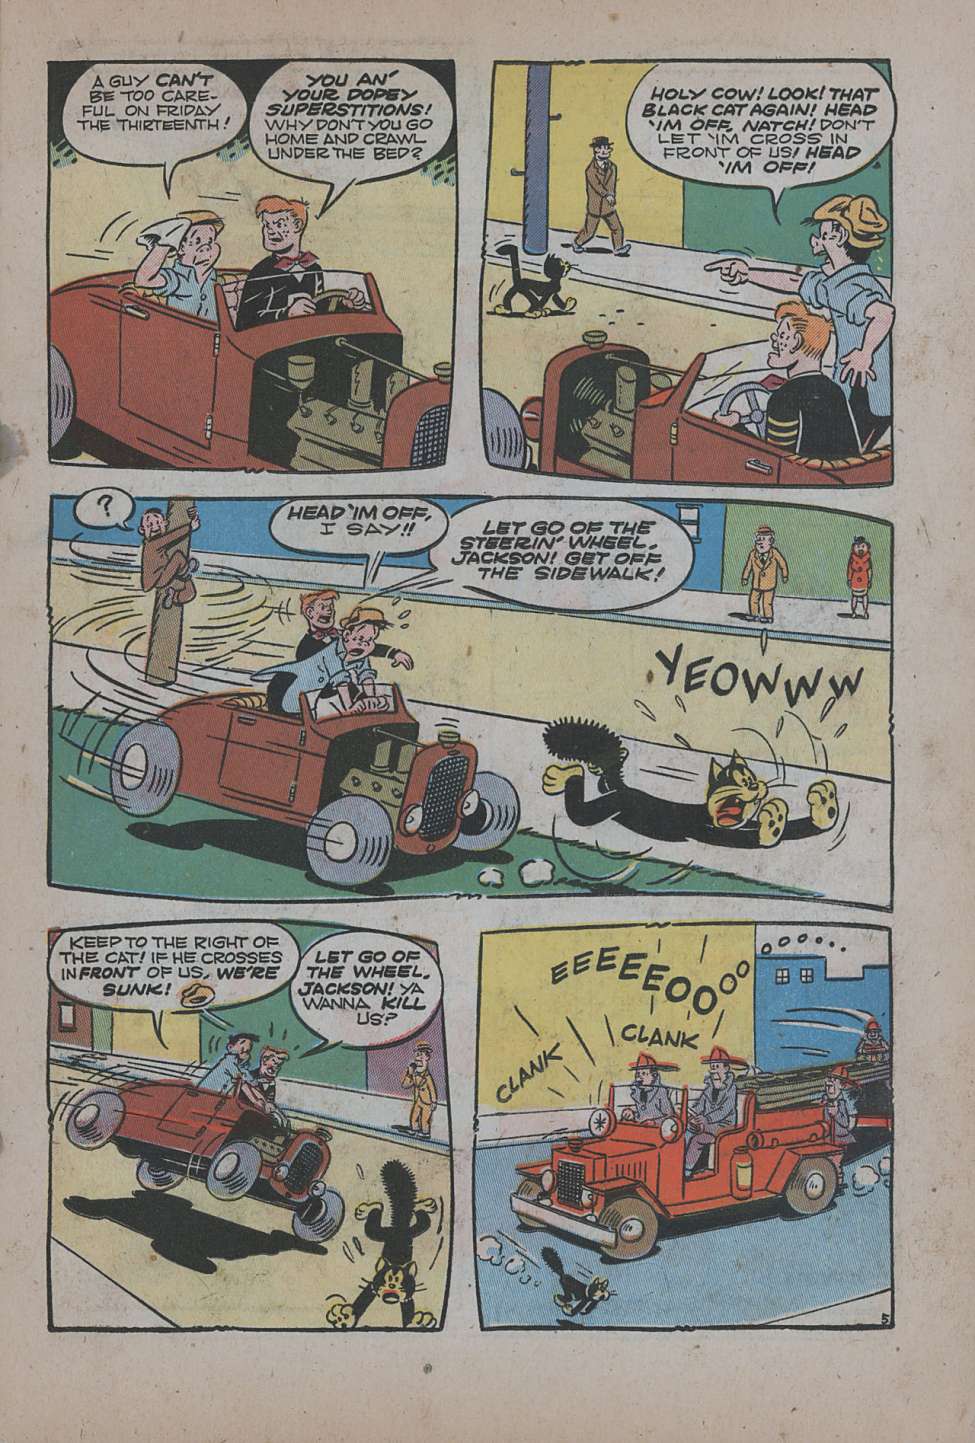 A GUY CAN'T
BE TOO CARE-
FUL ON FRIDAY
THE THIRTEENTH!
YOU AN'
YOUR DOPEY
SUPERSTITIONS!
WHY DON'T YOU GO
HOME AND CRAWL
UNDER THE BED?
HOLY COW! LOOK! THAT
BLACK CAT AGAIN! HEAD
'IM OFF, NATCH! DON'T
LET 'IM CROSS IN
FRONT OF US! HEAD
'IM OFF!
?
HEAD 'IM OFF,
I SAY!!
LET GO OF THE
STEERIN' WHEEL,
JACKSON! GET OFF
THE SIDEWALK!
YEOWWW
KEEP TO THE RIGHT OF
THE CAT! IF HE CROSSES
IN FRONT OF US, WE'RE
SUNK!
LET GO OF
THE WHEEL,
JACKSON! YA
WANNA KILL
US?
EEEEEEOOOO
OOOO...
CLANK
CLANK
5